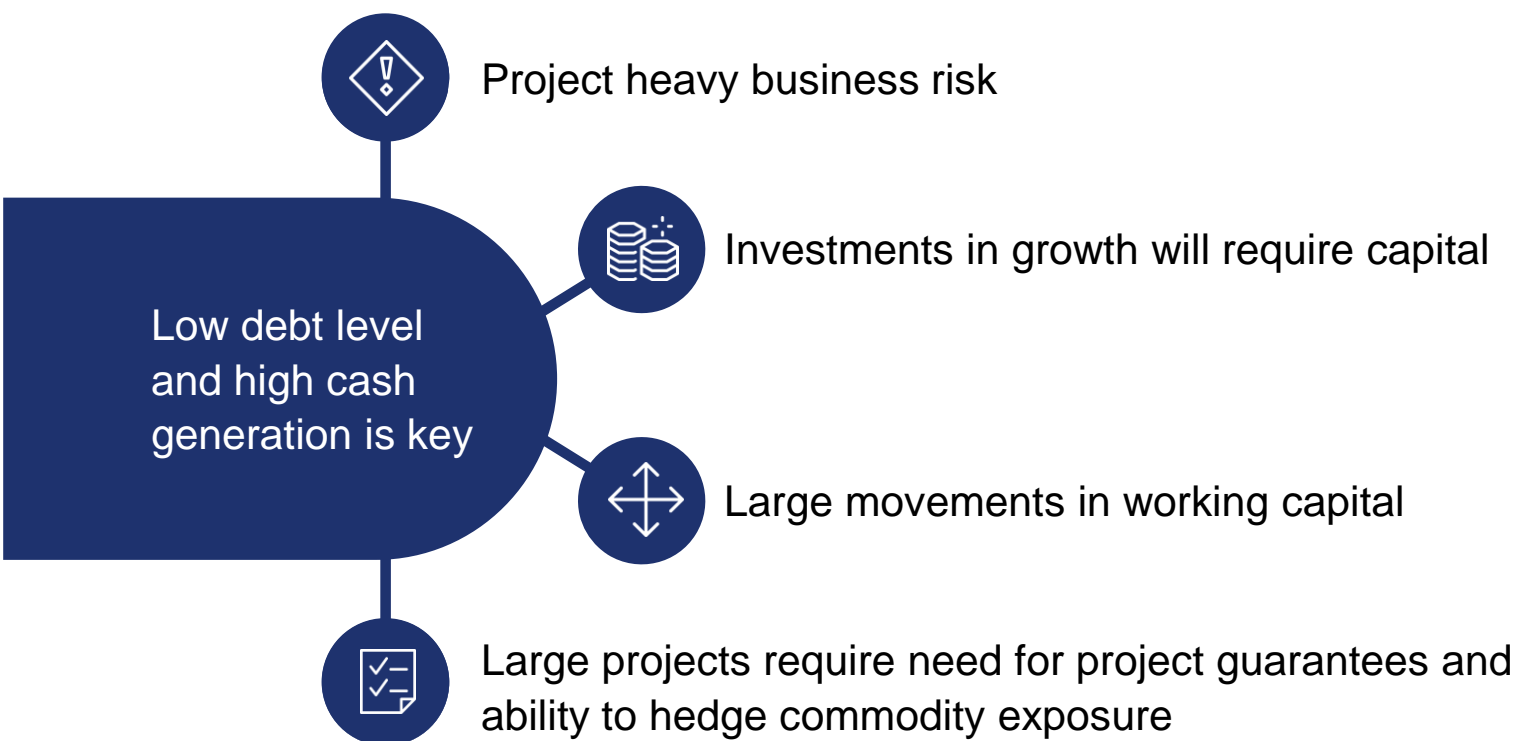 Project heavy business risk
Investments in growth will require capital
Low debt level
and high cash
generation is key
Large movements in working capital
Large projects require need for project guarantees and
ability to hedge commodity exposure